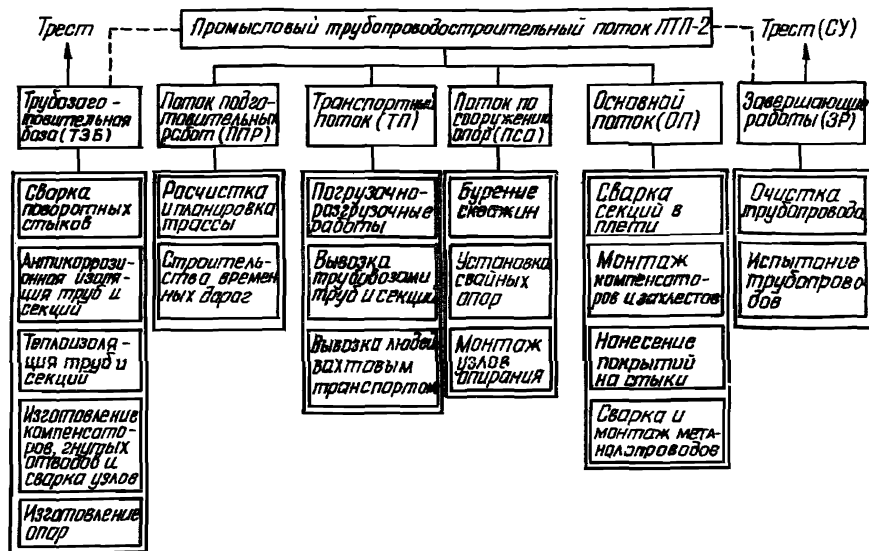 Трест
Промысловый трубопроводостроительный поток ПТП-2
Трест (СУ)
Трубозаго-
товительная
база (ТЗБ)
Поток подго-
товительных
работ (ППР)
Транспортный
поток (ТП)
Поток по
сооружению
опор (ПСО)
Основной
поток (ОП)
Завершающие
работы (ЗР)
Сварка
поворотных
стыков
Антикоррози-
онная изоля-
ция труб и
секций
Теплоизоля-
ция труб и
секций
Изготовление
компенсато-
ров, гнутых
отводов и
сварка узлов
Изготовление
опор
Расчистка
и планировка
трассы
Строитель-
ства времен-
ных дорог
Погрузочно-
разгрузочные
работы
Вывозка
трубовозами
труб и секций
Вывозка людей
вахтовым
транспортом
Бурение
скважин
Установка
свайных
опор
Монтаж
узлов
опирания
Сварка
секций в
плети
Монтаж
компенсато-
ров и захлестов
Нанесение
покрытий
на стыки
Сварка и
монтаж мета-
нолопроводов
Очистка
трубопровода
Испытание
трубопрово-
дов